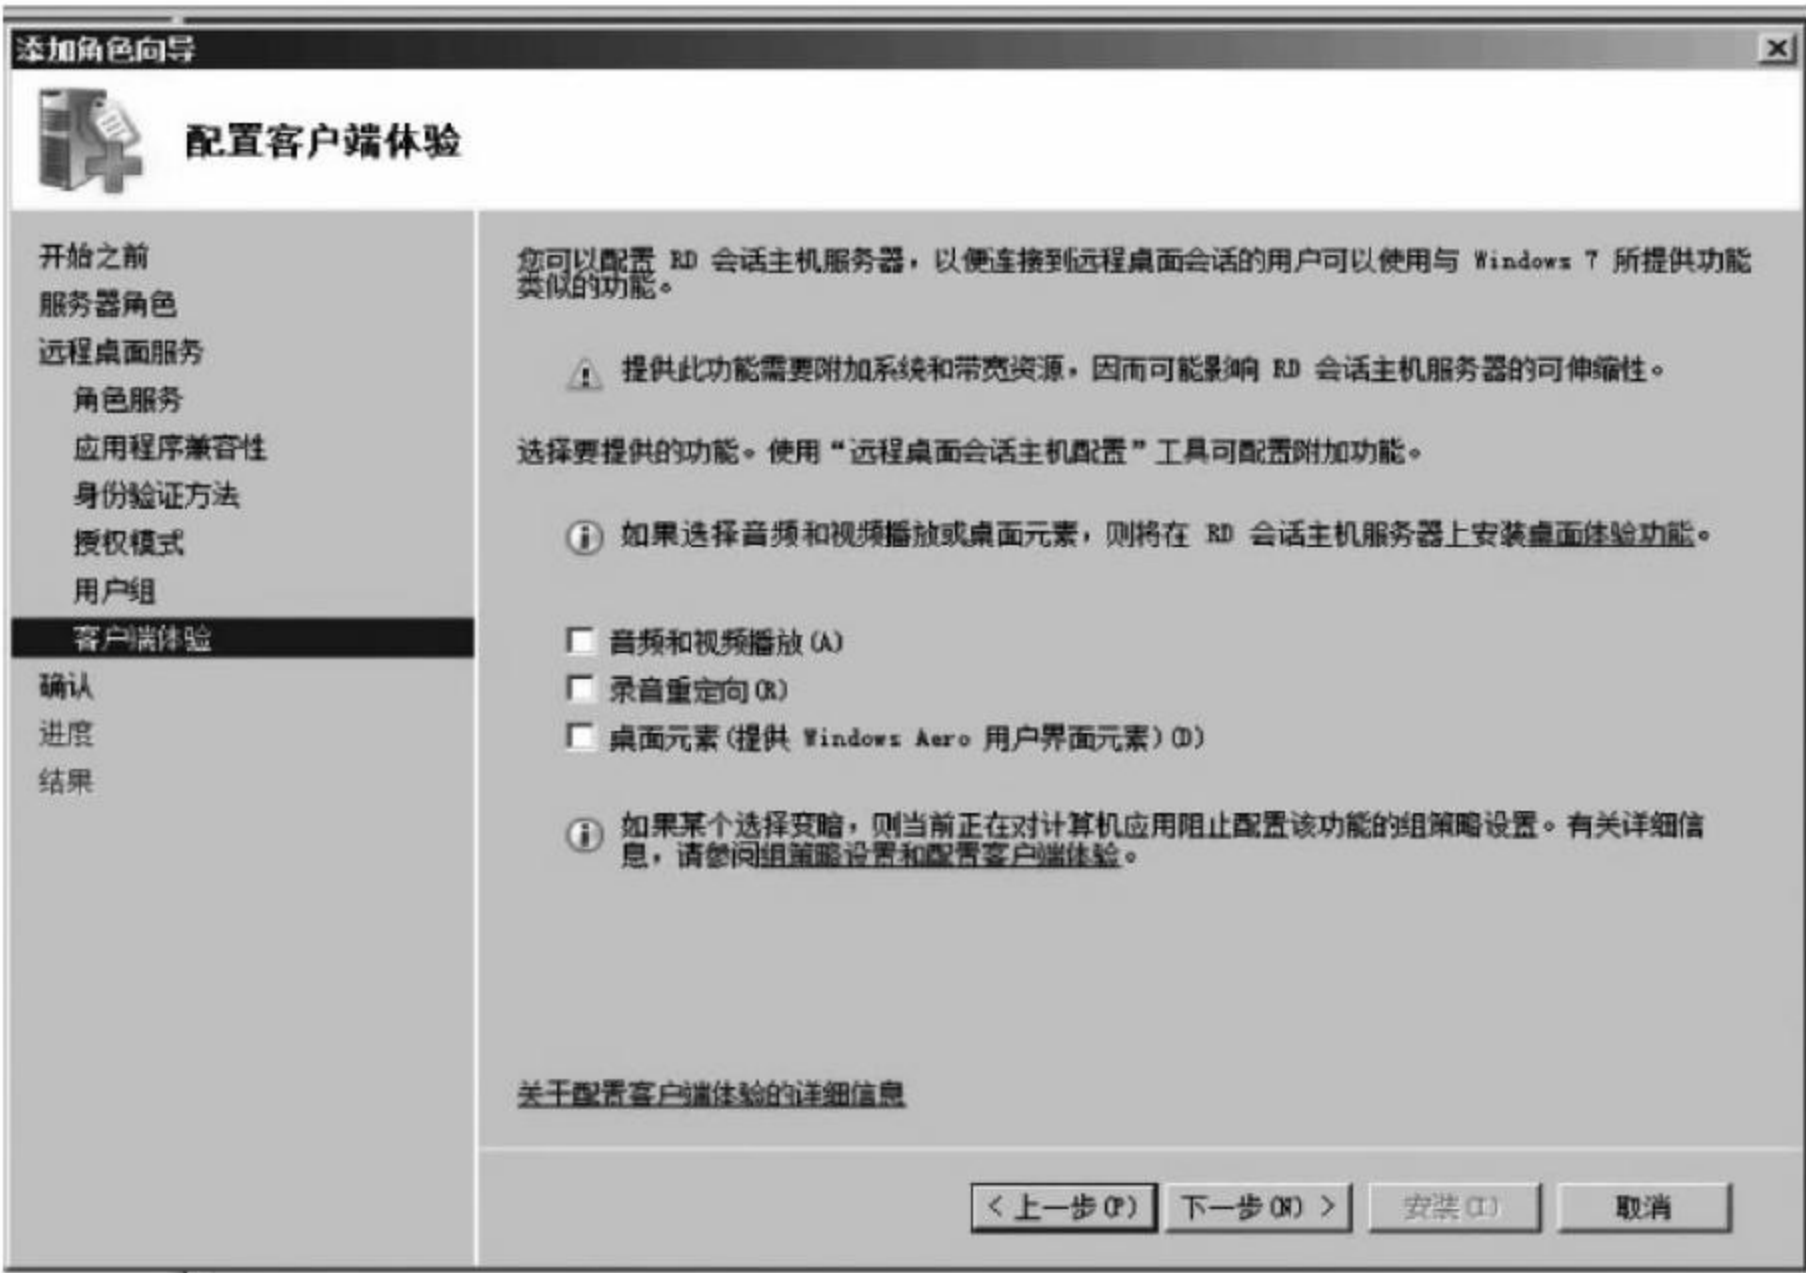 添加角色向导
配置客户端体验
开始之前
服务器角色
远程桌面服务
角色服务
应用程序兼容性
身份验证方法
授权模式
用户组
客户端体验
确认
进度
结果
您可以配置 RD 会话主机服务器，以便连接到远程桌面会话的用户可以使用与 Windows 7 所提供功能
类似的功能。
提供此功能需要附加系统和带宽资源，因而可能影响 RD 会话主机服务器的可伸缩性。
选择要提供的功能。使用“远程桌面会话主机配置”工具可配置附加功能。
如果选择音频和视频播放或桌面元素，则将在 RD 会话主机服务器上安装桌面体验功能。
音频和视频播放(A)
录音重定向(R)
桌面元素(提供 Windows Aero 用户界面元素)(D)
如果某个选择变暗，则当前正在对计算机应用阻止配置该功能的组策略设置。有关详细信
息，请参阅组策略设置和配置客户端体验。
关于配置客户端体验的详细信息
< 上一步(P)
下一步(N) >
安装(I)
取消